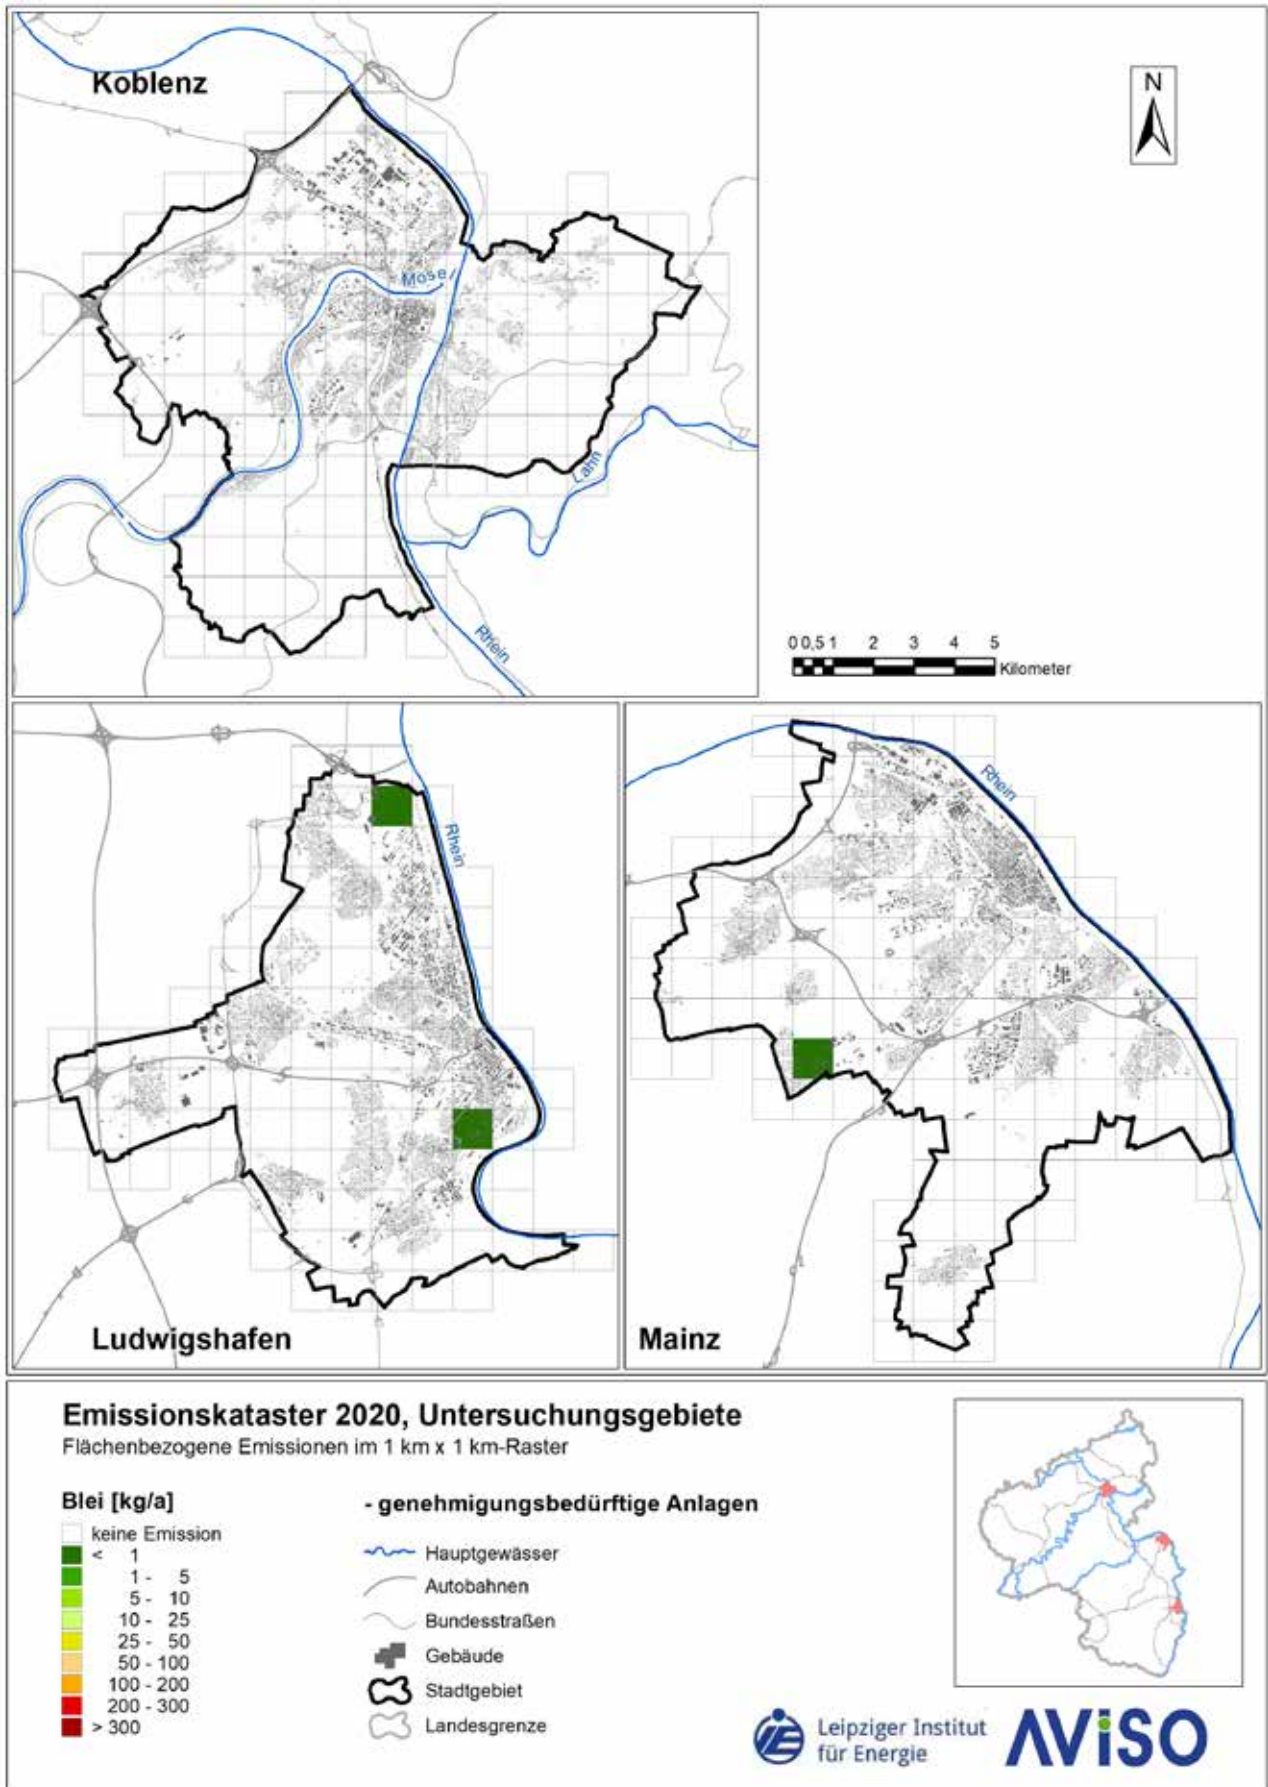 Koblenz
N
Mosel
Lahn
Rhein
0 0,5 1 2 3 4 5
Kilometer
Rhein
Rhein
Ludwigshafen
Mainz
Emissionskataster 2020, Untersuchungsgebiete
Flächenbezogene Emissionen im 1 km x 1 km-Raster
Blei [kg/a]
keine Emission
< 1
1 - 5
5 - 10
10 - 25
25 - 50
50 - 100
100 - 200
200 - 300
> 300
- genehmigungsbedürftige Anlagen
Hauptgewässer
Autobahnen
Bundesstraßen
Gebäude
Stadtgebiet
Landesgrenze
Leipziger Institut
für Energie
AViSO